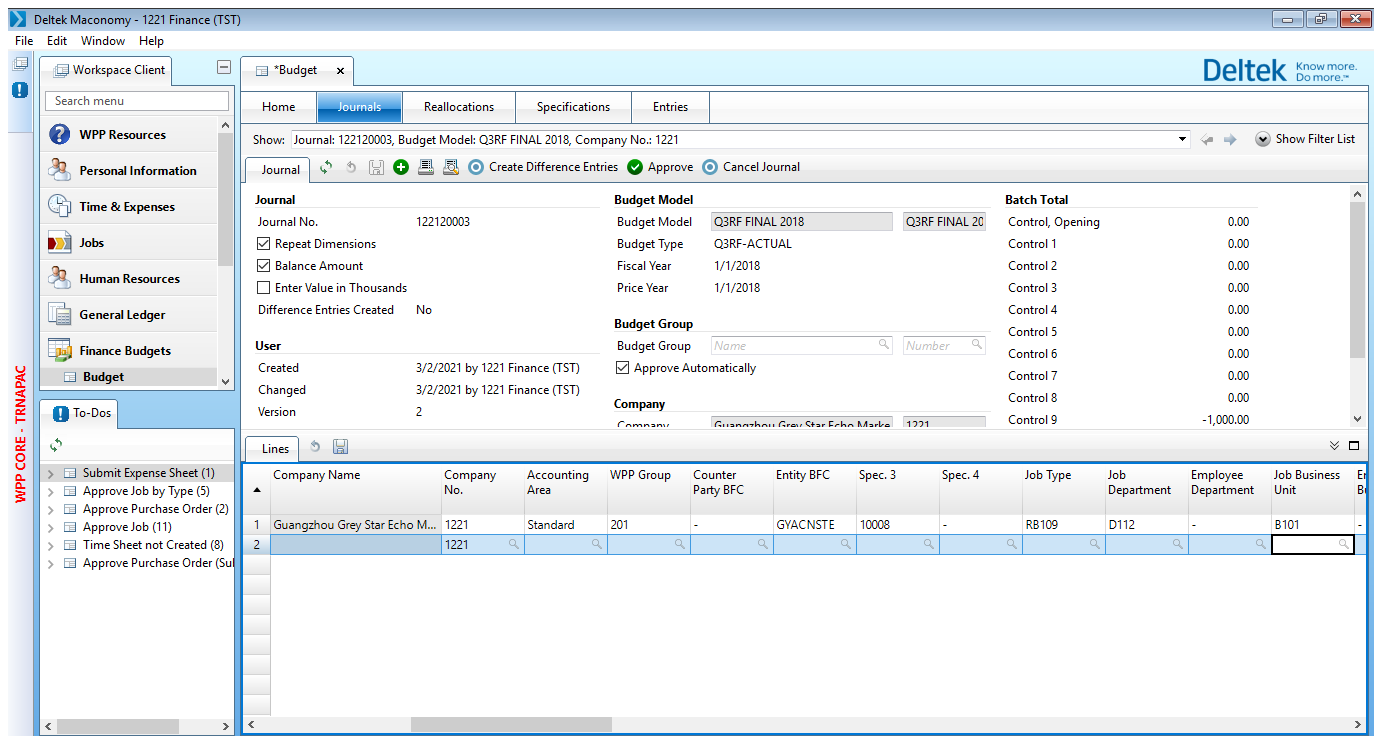 Deltek Maconomy - 1221 Finance (TST)
File Edit Window Help
WPP CORE - TRNAPAC
Workspace Client
Search menu
WPP Resources
Personal Information
Time & Expenses
Jobs
Human Resources
General Ledger
Finance Budgets
Budget
To-Dos
Submit Expense Sheet (1)
Approve Job by Type (5)
Approve Purchase Order (2)
Approve Job (11)
Time Sheet not Created (8)
Approve Purchase Order (Sul
*Budget
Deltek Know more.
Do more.™
Home Journals Reallocations Specifications Entries
Show: Journal: 122120003, Budget Model: Q3RF FINAL 2018, Company No.: 1221 Show Filter List
Journal Create Difference Entries Approve Cancel Journal
Journal
Journal No. 122120003
Repeat Dimensions
Balance Amount
Enter Value in Thousands
Difference Entries Created No
User
Created 3/2/2021 by 1221 Finance (TST)
Changed 3/2/2021 by 1221 Finance (TST)
Version 2
Budget Model
Budget Model Q3RF FINAL 2018 Q3RF FINAL 20
Budget Type Q3RF-ACTUAL
Fiscal Year 1/1/2018
Price Year 1/1/2018
Budget Group
Budget Group Name Number
Approve Automatically
Company
Company Guangzhou Grey Star Echo Marke 1221
Batch Total
Control, Opening 0.00
Control 1 0.00
Control 2 0.00
Control 3 0.00
Control 4 0.00
Control 5 0.00
Control 6 0.00
Control 7 0.00
Control 8 0.00
Control 9 -1,000.00
Lines
Company Name Company No. Accounting Area WPP Group Counter Party BFC Entity BFC Spec. 3 Spec. 4 Job Type Job Department Employee Department Job Business Unit
1 Guangzhou Grey Star Echo M... 1221 Standard 201 - GYACNSTE 10008 - RB109 D112 - B101 -
2 1221